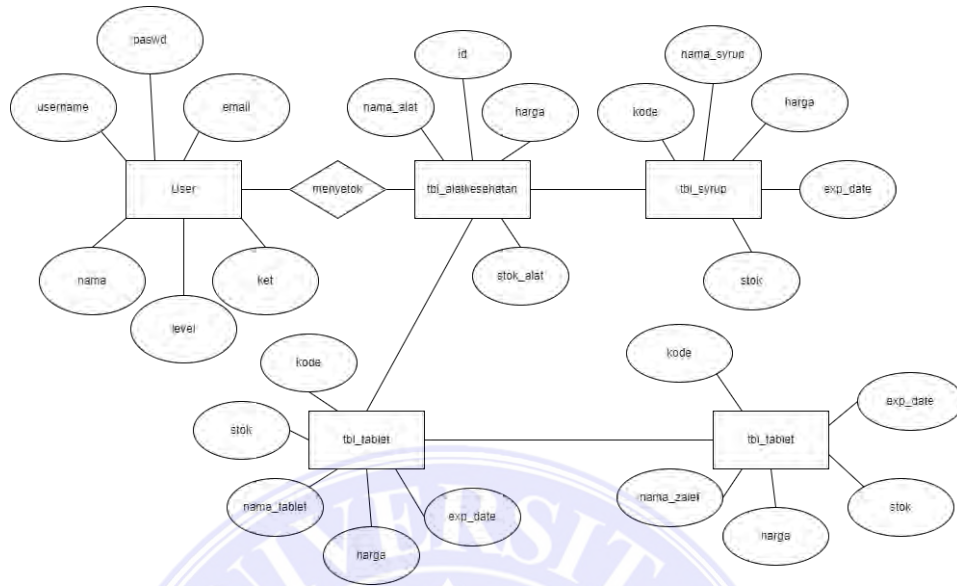 paswd
id
nama_syrup
username
email
nama_alat
harga
kode
harga
User
menyetok
tbl_alatkesehatan
tbl_syrup
exp_date
nama
ket
stok_alat
stok
level
kode
kode
exp_date
stok
tbl_tablet
tbl_tablet
nama_tablet
exp_date
nama_zalef
stok
harga
harga
UNIVERSIT